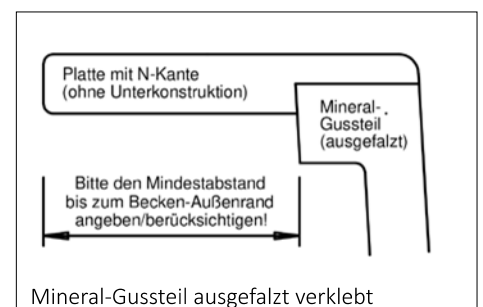 Platte mit N-Kante
(ohne Unterkonstruktion)
Mineral-
Gussteil
(ausgefalzt)
Bitte den Mindestabstand
bis zum Becken-Außenrand
angeben/berücksichtigen!
Mineral-Gussteil ausgefalzt verklebt